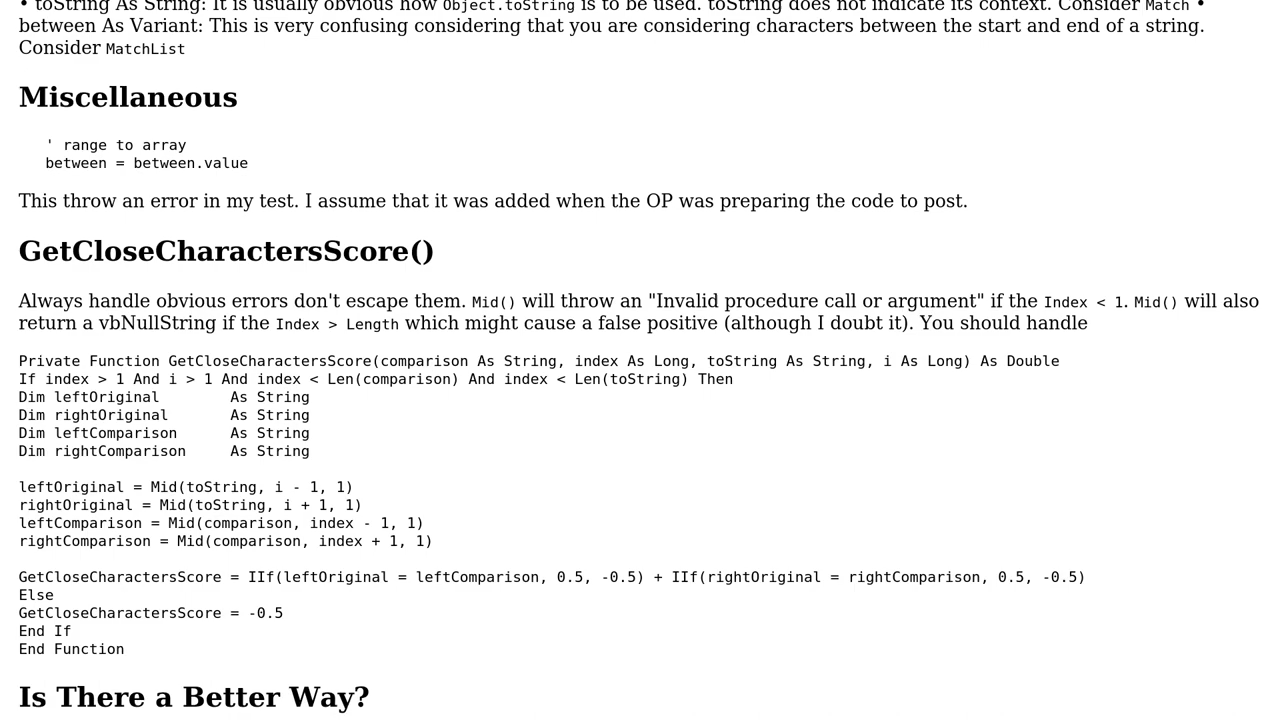 • toString As String: It is usually obvious how Object.toString is to be used. toString does not indicate its context. Consider Match •
between As Variant: This is very confusing considering that you are considering characters between the start and end of a string.
Consider MatchList
Miscellaneous
' range to array
between = between.value
This throw an error in my test. I assume that it was added when the OP was preparing the code to post.
GetCloseCharactersScore()
Always handle obvious errors don't escape them. Mid() will throw an "Invalid procedure call or argument" if the Index < 1. Mid() will also
return a vbNullString if the Index > Length which might cause a false positive (although I doubt it). You should handle
Private Function GetCloseCharactersScore(comparison As String, index As Long, toString As String, i As Long) As Double
If index > 1 And i > 1 And index < Len(comparison) And index < Len(toString) Then
Dim leftOriginal        As String
Dim rightOriginal       As String
Dim leftComparison      As String
Dim rightComparison     As String
leftOriginal = Mid(toString, i - 1, 1)
rightOriginal = Mid(toString, i + 1, 1)
leftComparison = Mid(comparison, index - 1, 1)
rightComparison = Mid(comparison, index + 1, 1)
GetCloseCharactersScore = IIf(leftOriginal = leftComparison, 0.5, -0.5) + IIf(rightOriginal = rightComparison, 0.5, -0.5)
Else
GetCloseCharactersScore = -0.5
End If
End Function
Is There a Better Way?